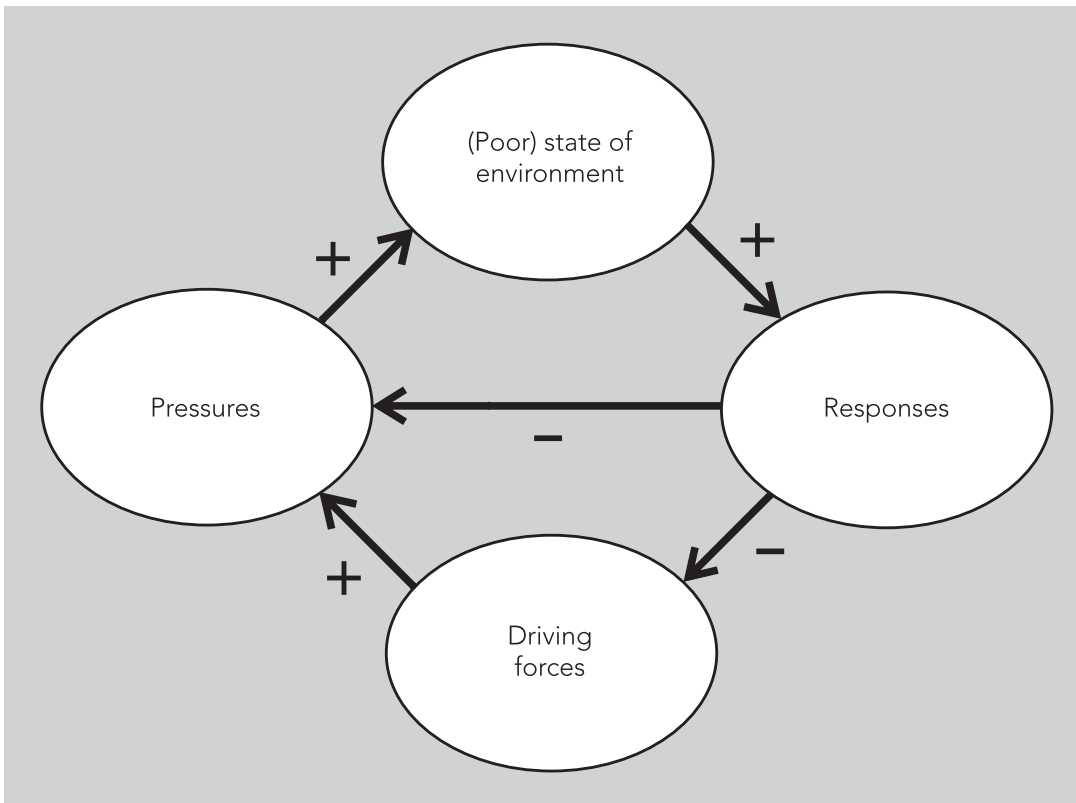 (Poor) state of
environment
+
+
Pressures
Responses
–
+
–
Driving
forces